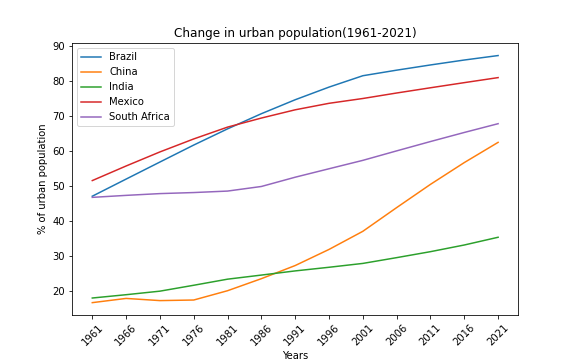 Change in urban population(1961-2021)
Brazil
China
India
Mexico
South Africa
% of urban population
90
80
70
60
50
40
30
20
1961 1966 1971 1976 1981 1986 1991 1996 2001 2006 2011 2016 2021
Years